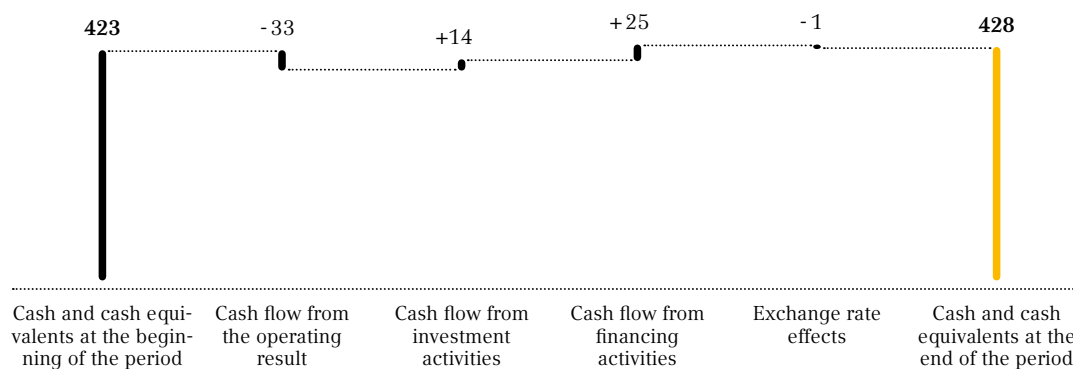 423
-33
+14
+25
-1
428
Cash and cash equi-
valents at the begin-
ning of the period
Cash flow from
the operating
result
Cash flow from
investment
activities
Cash flow from
financing
activities
Exchange rate
effects
Cash and cash
equivalents at the
end of the period